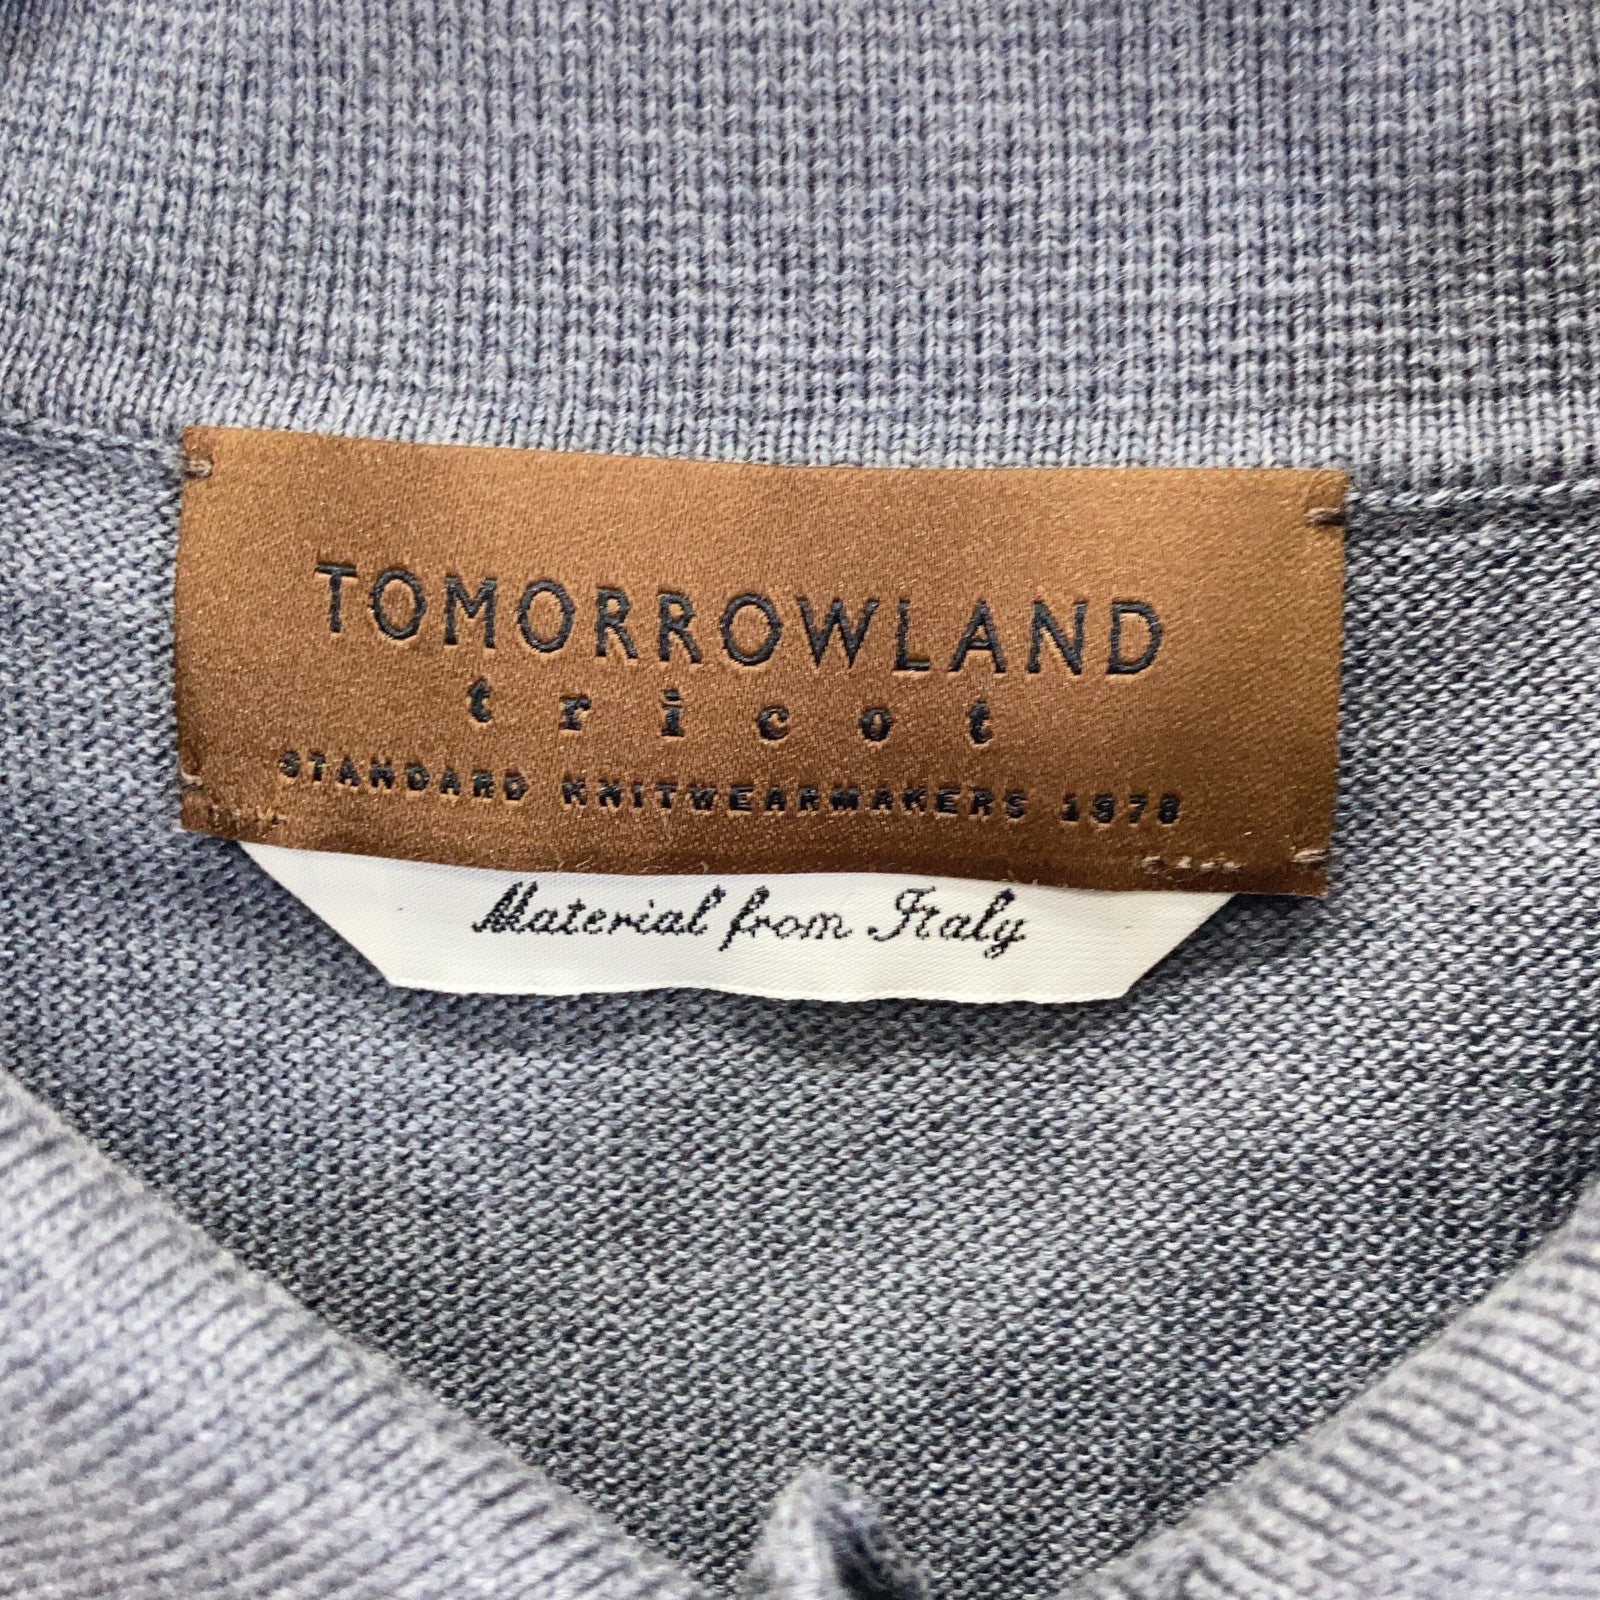 TOMORROWLAND
tricot
STANDARD KNITWEARMAKERS 1978
Material from Italy